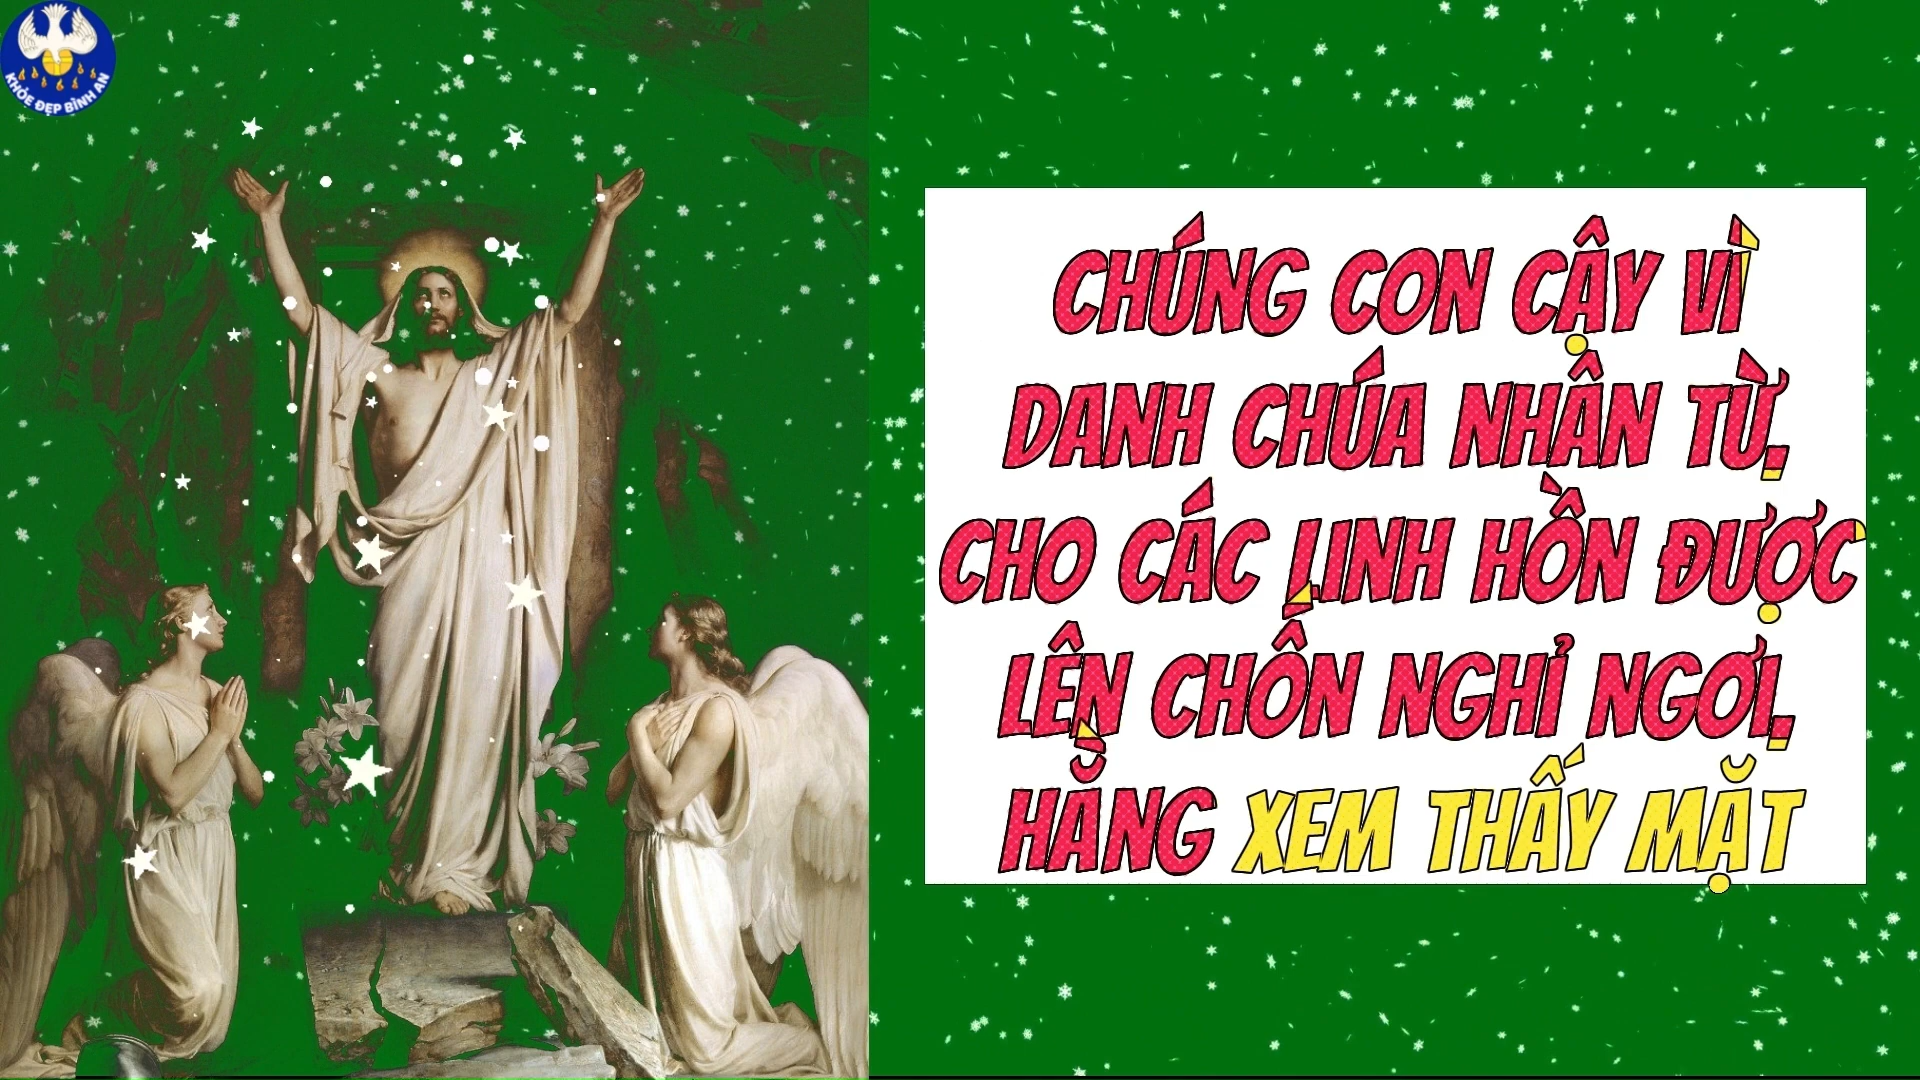 KHỎE ĐẸP BÌNH AN
CHÚNG CON CẬY VÌ
DANH CHÚA NHÂN TỪ,
CHO CÁC LINH HỒN ĐƯỢC
LÊN CHỐN NGHỈ NGƠI,
HẰNG XEM THẤY MẶT